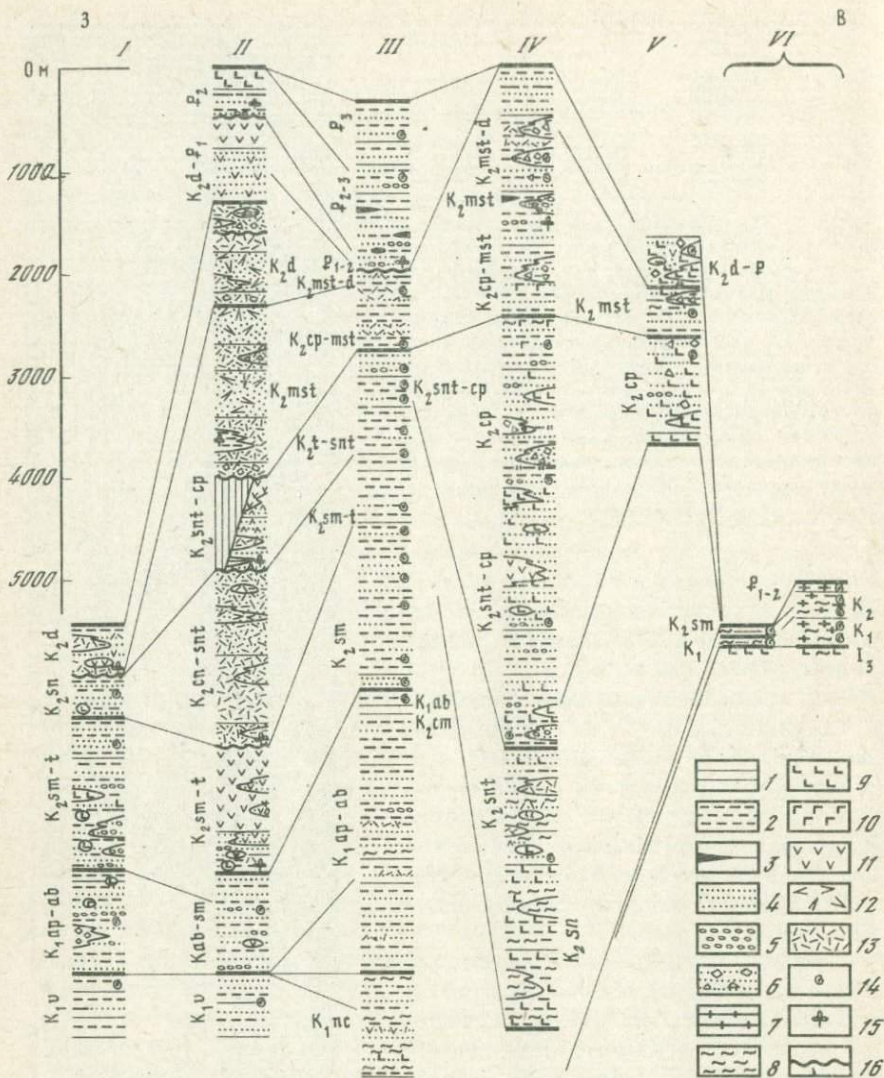 З В
I II III IV V VI
0 м
1000
2000
3000
4000
5000
K₂d
K₂sn
K₂sm-t
K₁ap-ab
K₁v
P₂
K₂d-P₁
K₂d
K₂mst
K₂snt-cp
K₂cn-snt
K₂sm-t
Kab-sm
K₁v
P₃
P₂₋₃
P₁₋₂
K₂mst-d
K₂cp-mst
K₂snt-cp
K₂t-snt
K₂sm-t
K₂sm
K₁ab
K₂cm
K₁ap-ab
K₁nc
K₂mst-d
K₂mst
K₂cp-mst
K₂cp
K₂snt-cp
K₂snt
K₂sn
K₂d-P
K₂mst
K₂cp
K₂sm
K₁
P₁₋₂
K₂
K₁
I₃
1 9
2 10
3 11
4 12
5 13
6 14
7 15
8 16